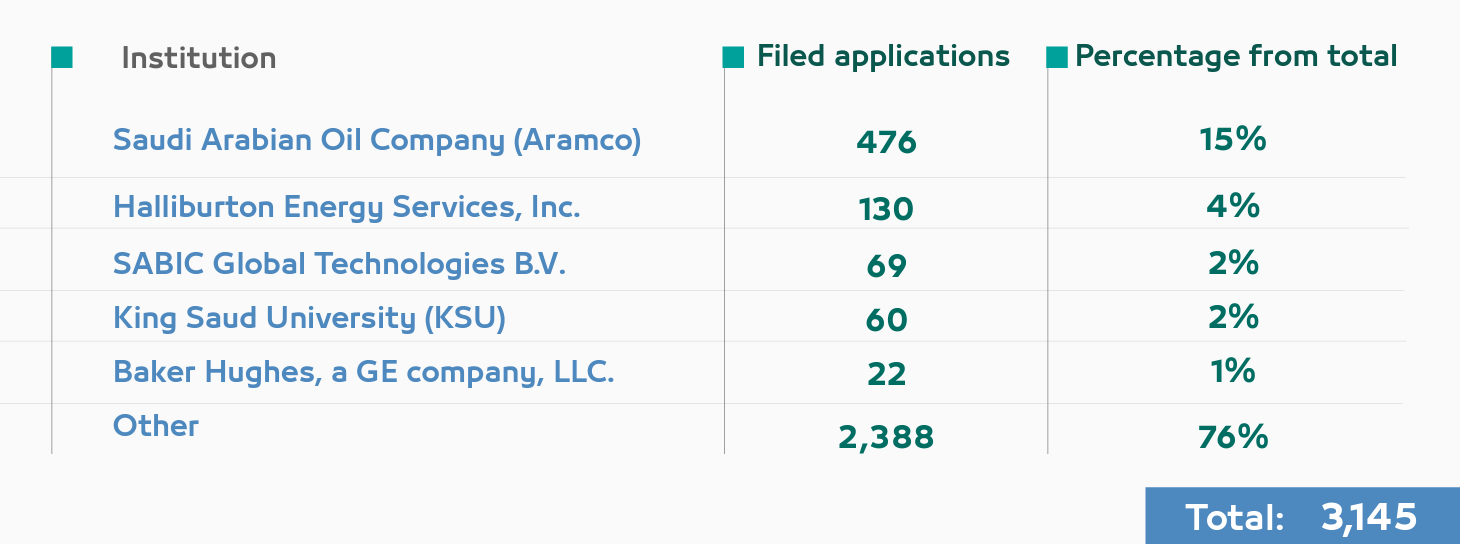 Institution Filed applications Percentage from total
Saudi Arabian Oil Company (Aramco) 476 15%
Halliburton Energy Services, Inc. 130 4%
SABIC Global Technologies B.V. 69 2%
King Saud University (KSU) 60 2%
Baker Hughes, a GE company, LLC. 22 1%
Other 2,388 76%
Total: 3,145